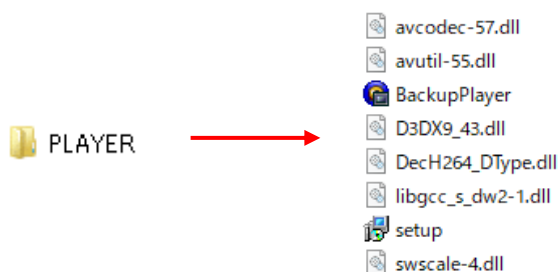 PLAYER
avcodec-57.dll
avutil-55.dll
BackupPlayer
D3DX9_43.dll
DecH264_DType.dll
libgcc_s_dw2-1.dll
setup
swscale-4.dll